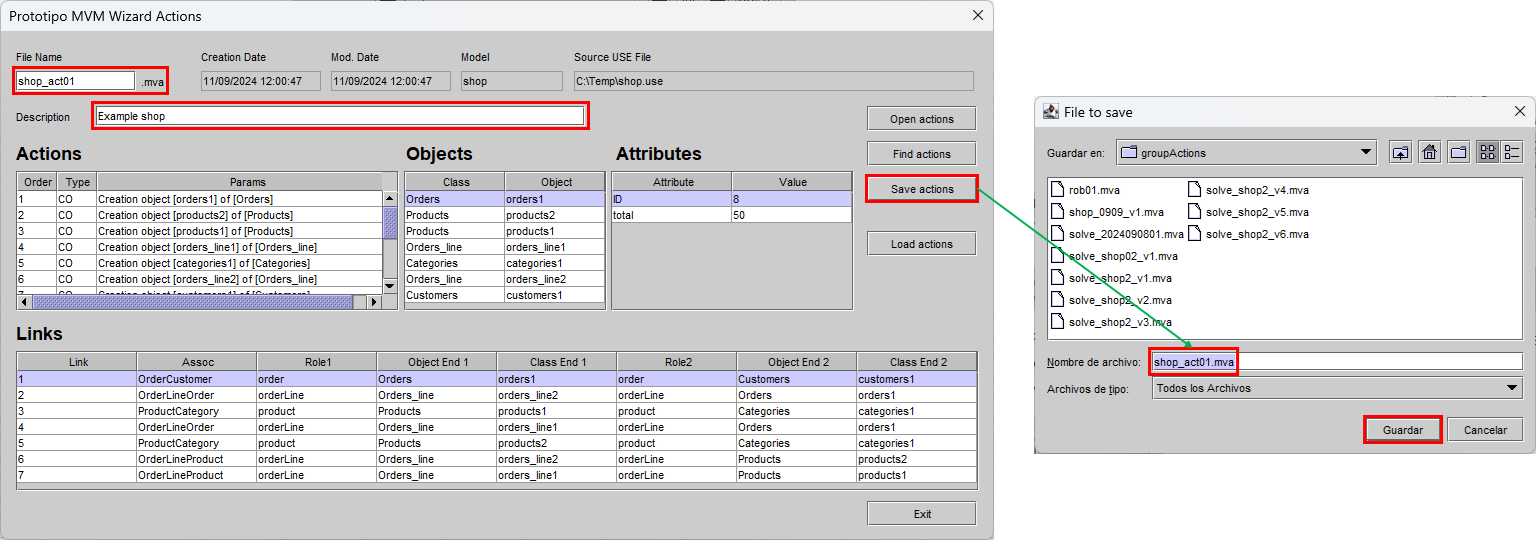 Prototipo MVM Wizard Actions
File Name Creation Date Mod. Date Model Source USE File
shop_act01 .mva 11/09/2024 12:00:47 11/09/2024 12:00:47 shop C:\Temp\shop.use
Description Example shop
Open actions
Find actions
Save actions
Load actions
Actions
Order Type Params
1 CO Creation object [orders1] of [Orders]
2 CO Creation object [products2] of [Products]
3 CO Creation object [products1] of [Products]
4 CO Creation object [orders_line1] of [Orders_line]
5 CO Creation object [categories1] of [Categories]
6 CO Creation object [orders_line2] of [Orders_line]
7 CO Creation object [customers1] of [Customers]
Objects
Class Object
Orders orders1
Products products2
Products products1
Orders_line orders_line1
Categories categories1
Orders_line orders_line2
Customers customers1
Attributes
Attribute Value
ID 8
total 50
Links
Link Assoc Role1 Object End 1 Class End 1 Role2 Object End 2 Class End 2
1 OrderCustomer order Orders orders1 order Customers customers1
2 OrderLineOrder orderLine Orders_line orders_line2 orderLine Orders orders1
3 ProductCategory product Products products1 product Categories categories1
4 OrderLineOrder orderLine Orders_line orders_line1 orderLine Orders orders1
5 ProductCategory product Products products2 product Categories categories1
6 OrderLineProduct orderLine Orders_line orders_line2 orderLine Products products2
7 OrderLineProduct orderLine Orders_line orders_line1 orderLine Products products1
Exit
File to save
Guardar en: groupActions
rob01.mva
shop_0909_v1.mva
solve_2024090801.mva
solve_shop02_v1.mva
solve_shop2_v1.mva
solve_shop2_v2.mva
solve_shop2_v3.mva
solve_shop2_v4.mva
solve_shop2_v5.mva
solve_shop2_v6.mva
Nombre de archivo: shop_act01.mva
Archivos de tipo: Todos los Archivos
Guardar Cancelar